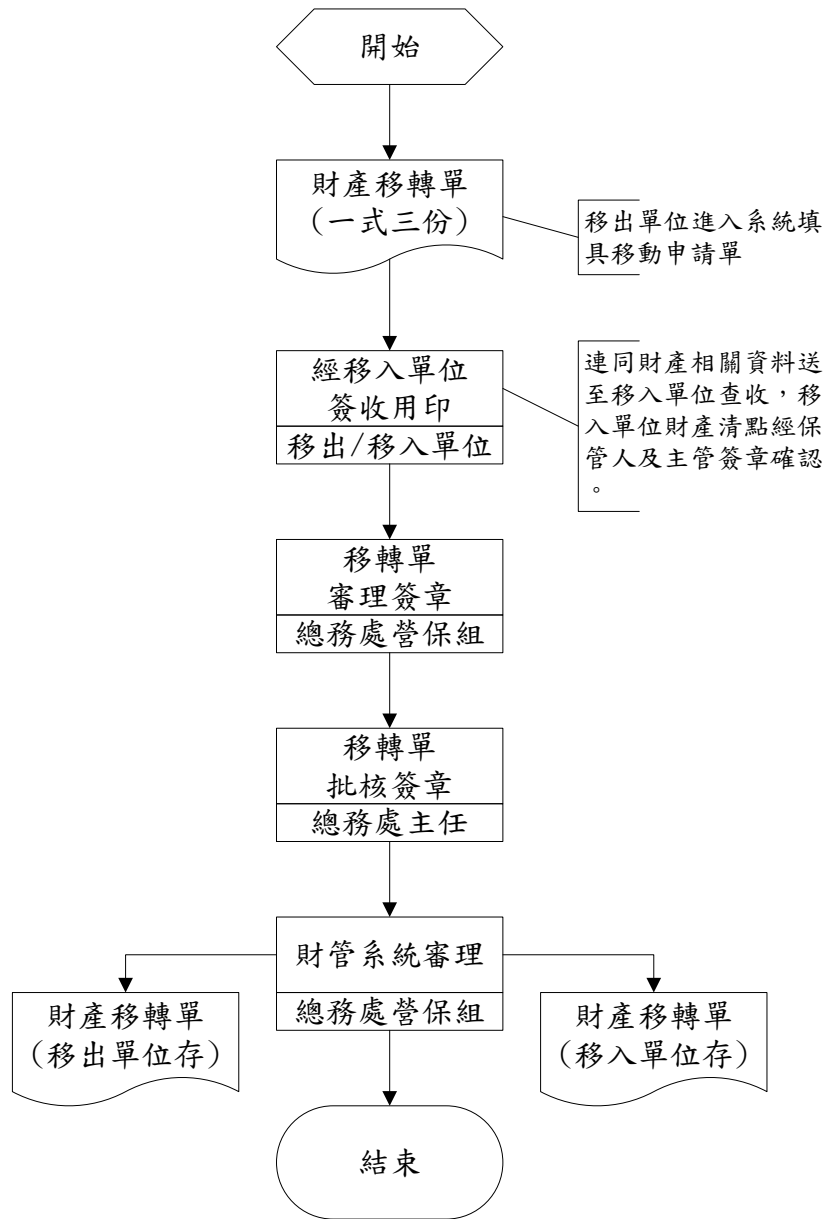 開始
財產移轉單
（一式三份）
移出單位進入系統填
具移動申請單
經移入單位
簽收用印
移出/移入單位
連同財產相關資料送
至移入單位查收，移
入單位財產清點經保
管人及主管簽章確認
。
移轉單
審理簽章
總務處營保組
移轉單
批核簽章
總務處主任
財管系統審理
總務處營保組
財產移轉單
（移出單位存）
財產移轉單
（移入單位存）
結束